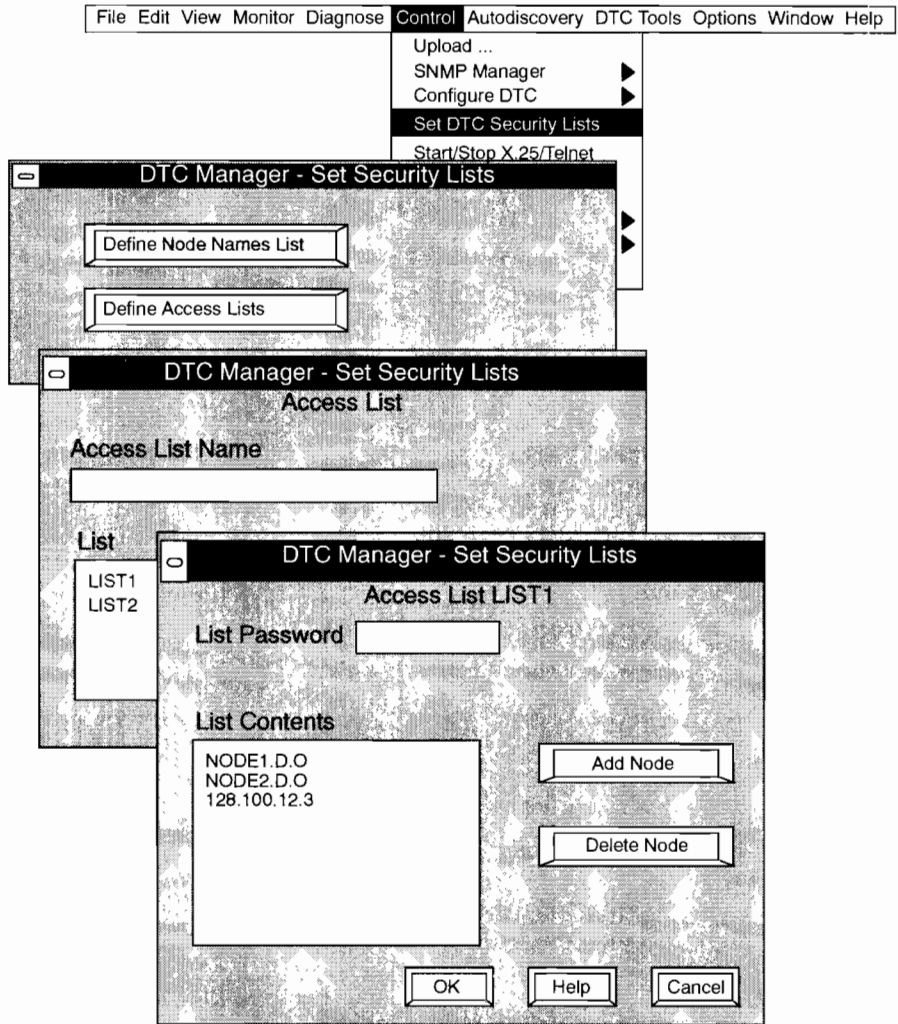 File Edit View Monitor Diagnose Control Autodiscovery DTC Tools Options Window Help
Upload ...
SNMP Manager
Configure DTC
Set DTC Security Lists
Start/Stop X.25/Telnet
DTC Manager - Set Security Lists
Define Node Names List
Define Access Lists
DTC Manager - Set Security Lists
Access List
Access List Name
List
LIST1
LIST2
DTC Manager - Set Security Lists
Access List LIST1
List Password
List Contents
NODE1.D.O
NODE2.D.O
128.100.12.3
Add Node
Delete Node
OK
Help
Cancel